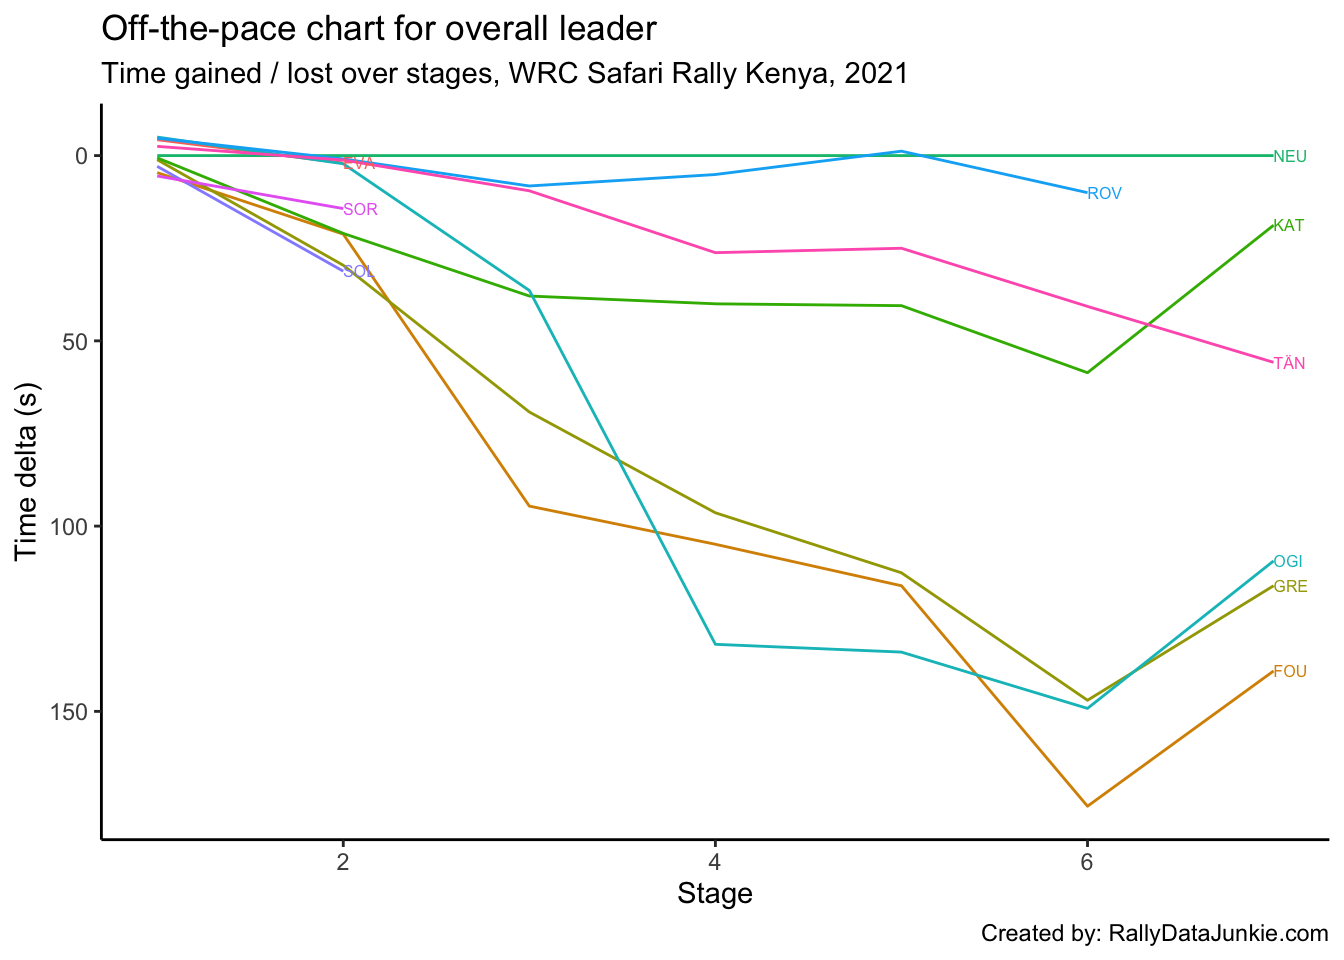 Off-the-pace chart for overall leader
Time gained / lost over stages, WRC Safari Rally Kenya, 2021
0
50
100
150
Time delta (s)
NEU
EVA
ROV
SOR
KAT
SOL
TÄN
OGI
GRE
FOU
2
4
6
Stage
Created by: RallyDataJunkie.com